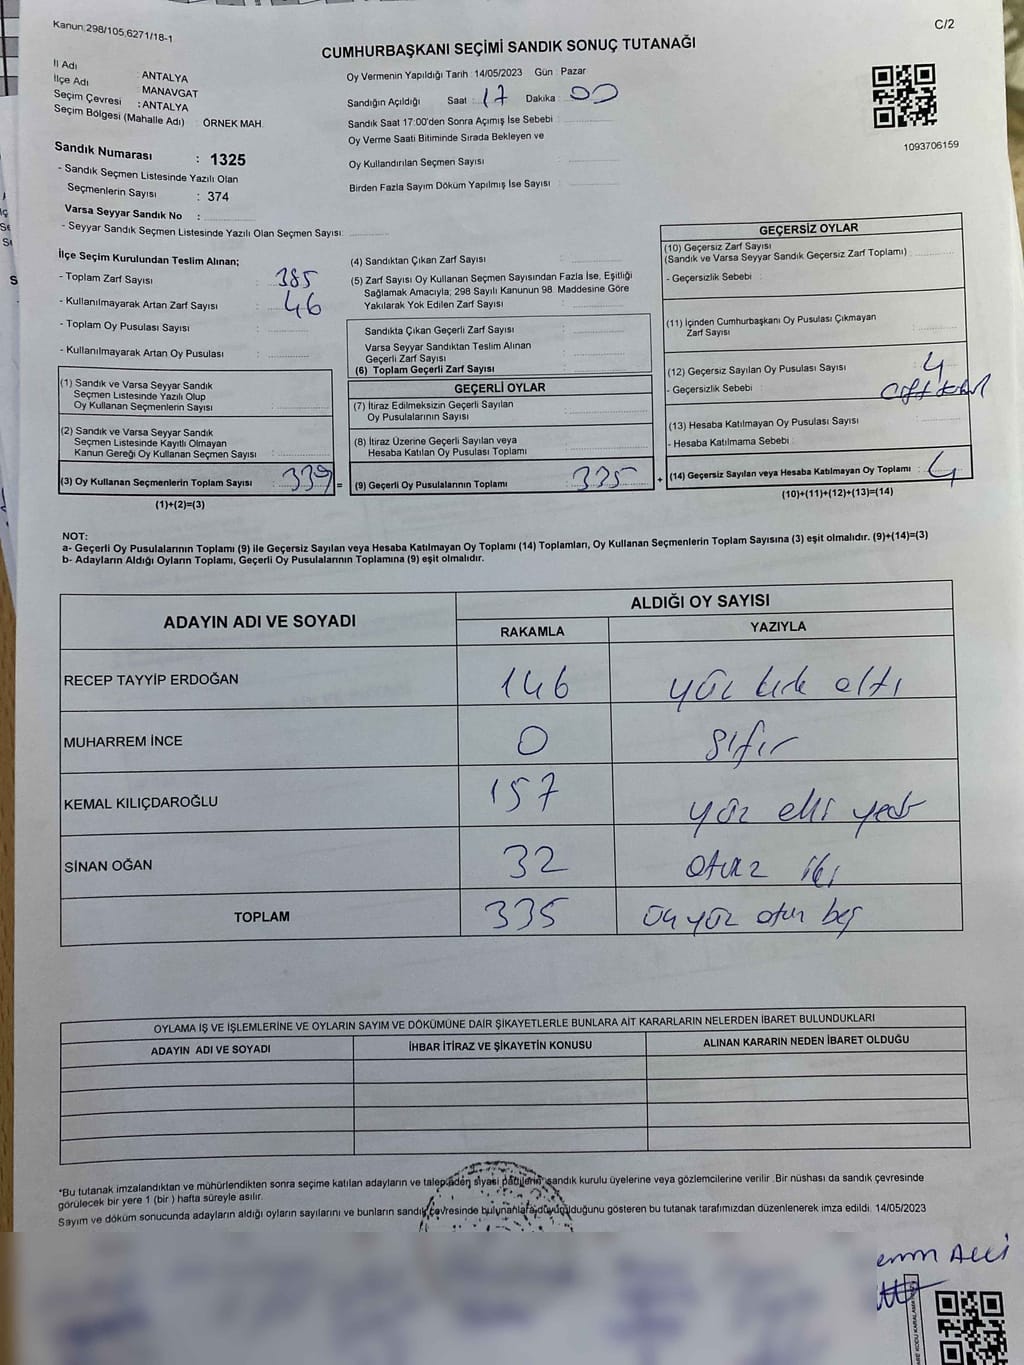 Kanun:298/105,6271/18-1
C/2
CUMHURBAŞKANI SEÇİMİ SANDIK SONUÇ TUTANAĞI
İl Adı : ANTALYA
İlçe Adı : MANAVGAT
Seçim Çevresi : ANTALYA
Seçim Bölgesi (Mahalle Adı) : ÖRNEK MAH.
Oy Vermenin Yapıldığı Tarih : 14/05/2023 Gün : Pazar
Sandığın Açıldığı Saat : 17 Dakika : 00
Sandık Saat 17:00'den Sonra Açımış İse Sebebi :
Oy Verme Saati Bitiminde Sırada Bekleyen ve
Oy Kullandırılan Seçmen Sayısı :
Birden Fazla Sayım Döküm Yapılmış İse Sayısı :
1093706159
Sandık Numarası : 1325
- Sandık Seçmen Listesinde Yazılı Olan
Seçmenlerin Sayısı : 374
Varsa Seyyar Sandık No :
- Seyyar Sandık Seçmen Listesinde Yazılı Olan Seçmen Sayısı:
İlçe Seçim Kurulundan Teslim Alınan;
- Toplam Zarf Sayısı : 385
- Kullanılmayarak Artan Zarf Sayısı : 46
- Toplam Oy Pusulası Sayısı :
- Kullanılmayarak Artan Oy Pusulası :
(1) Sandık ve Varsa Seyyar Sandık
Seçmen Listesinde Yazılı Olup
Oy Kullanan Seçmenlerin Sayısı :
(2) Sandık ve Varsa Seyyar Sandık
Seçmen Listesinde Kayıtlı Olmayan
Kanun Gereği Oy Kullanan Seçmen Sayısı :
(3) Oy Kullanan Seçmenlerin Toplam Sayısı : 339 =
(1)+(2)=(3)
(4) Sandıktan Çıkan Zarf Sayısı :
(5) Zarf Sayısı Oy Kullanan Seçmen Sayısından Fazla İse, Eşitliği
Sağlamak Amacıyla; 298 Sayılı Kanunun 98. Maddesine Göre
Yakılarak Yok Edilen Zarf Sayısı :
Sandıkta Çıkan Geçerli Zarf Sayısı :
Varsa Seyyar Sandıktan Teslim Alınan
Geçerli Zarf Sayısı :
(6) Toplam Geçerli Zarf Sayısı :
GEÇERLİ OYLAR
(7) İtiraz Edilmeksizin Geçerli Sayılan
Oy Pusulalarının Sayısı :
(8) İtiraz Üzerine Geçerli Sayılan veya
Hesaba Katılan Oy Pusulası Toplamı :
(9) Geçerli Oy Pusulalarının Toplamı : 335 +
GEÇERSİZ OYLAR
(10) Geçersiz Zarf Sayısı
(Sandık ve Varsa Seyyar Sandık Geçersiz Zarf Toplamı) :
- Geçersizlik Sebebi :
(11) İçinden Cumhurbaşkanı Oy Pusulası Çıkmayan
Zarf Sayısı :
(12) Geçersiz Sayılan Oy Pusulası Sayısı : 4
- Geçersizlik Sebebi :
(13) Hesaba Katılmayan Oy Pusulası Sayısı :
- Hesaba Katılmama Sebebi :
(14) Geçersiz Sayılan veya Hesaba Katılmayan Oy Toplamı : 4
(10)+(11)+(12)+(13)=(14)
NOT:
a- Geçerli Oy Pusulalarının Toplamı (9) ile Geçersiz Sayılan veya Hesaba Katılmayan Oy Toplamı (14) Toplamları, Oy Kullanan Seçmenlerin Toplam Sayısına (3) eşit olmalıdır. (9)+(14)=(3)
b- Adayların Aldığı Oyların Toplamı, Geçerli Oy Pusulalarının Toplamına (9) eşit olmalıdır.
ADAYIN ADI VE SOYADI
ALDIĞI OY SAYISI
RAKAMLA
YAZIYLA
RECEP TAYYİP ERDOĞAN 146 yüz kırk altı
MUHARREM İNCE 0 sıfır
KEMAL KILIÇDAROĞLU 157 yüz elli yedi
SİNAN OĞAN 32 otuz iki
TOPLAM 335 üç yüz otuz beş
OYLAMA İŞ VE İŞLEMLERİNE VE OYLARIN SAYIM VE DÖKÜMÜNE DAİR ŞİKAYETLERLE BUNLARA AİT KARARLARIN NELERDEN İBARET BULUNDUKLARI
ADAYIN ADI VE SOYADI
İHBAR İTİRAZ VE ŞİKAYETİN KONUSU
ALINAN KARARIN NEDEN İBARET OLDUĞU
*Bu tutanak imzalandıktan ve mühürlendikten sonra seçime katılan adayların ve talep eden siyasi partilerin sandık kurulu üyelerine veya gözlemcilerine verilir .Bir nüshası da sandık çevresinde
görülecek bir yere 1 (bir ) hafta süreyle asılır.
Sayım ve döküm sonucunda adayların aldığı oyların sayılarını ve bunların sandık çevresinde bulunanlara duyurulduğunu gösteren bu tutanak tarafımızdan düzenlenerek imza edildi. 14/05/2023